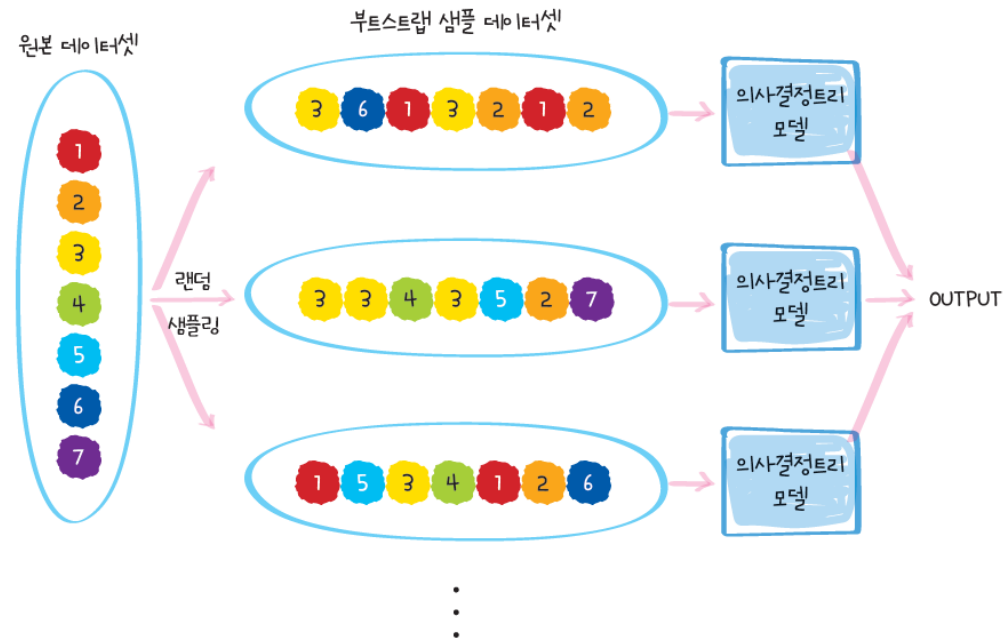 원본 데이터셋
1
2
3
4
5
6
7
랜덤
샘플링
부트스트랩 샘플 데이터셋
3 6 1 3 2 1 2
의사결정트리
모델
3 3 4 3 5 2 7
의사결정트리
모델
1 5 3 4 1 2 6
의사결정트리
모델
OUTPUT